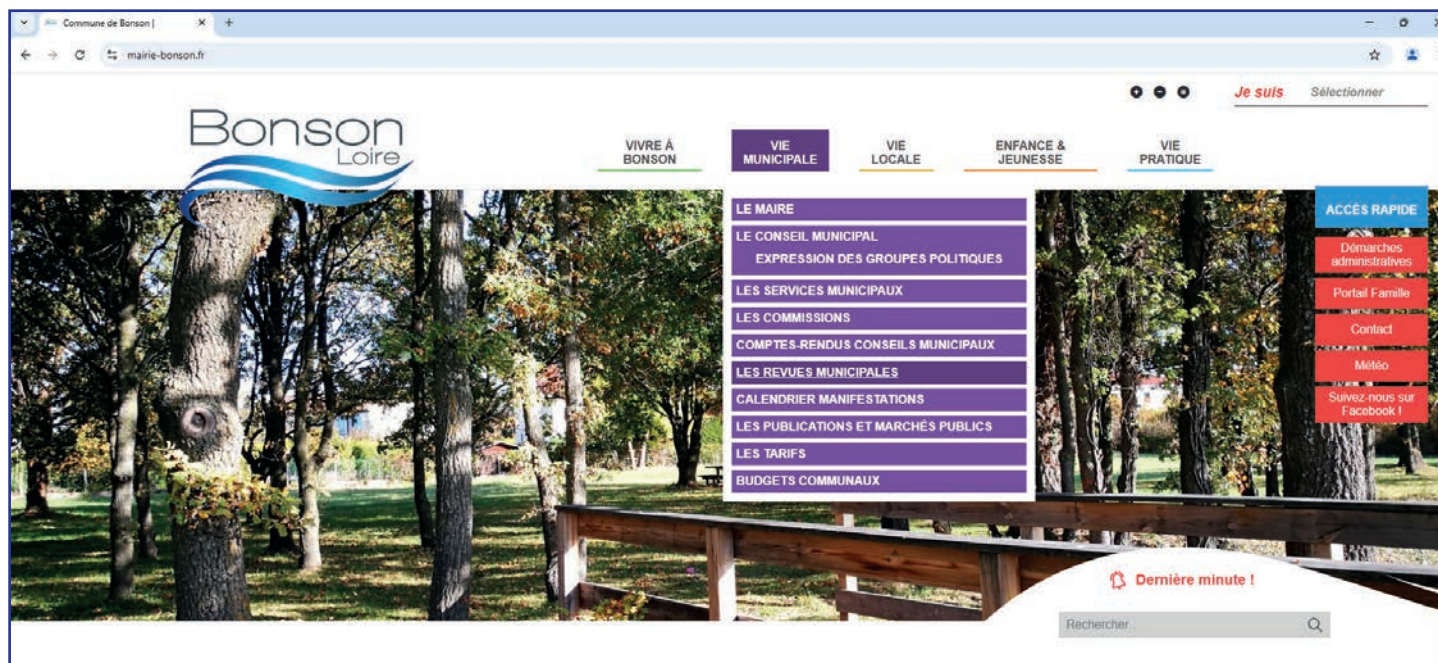 Commune de Bonson |
mairie-bonson.fr
Je suis Sélectionner
Bonson
Loire
VIVRE À
BONSON
VIE
MUNICIPALE
VIE
LOCALE
ENFANCE &
JEUNESSE
VIE
PRATIQUE
LE MAIRE
LE CONSEIL MUNICIPAL
EXPRESSION DES GROUPES POLITIQUES
LES SERVICES MUNICIPAUX
LES COMMISSIONS
COMPTES-RENDUS CONSEILS MUNICIPAUX
LES REVUES MUNICIPALES
CALENDRIER MANIFESTATIONS
LES PUBLICATIONS ET MARCHÉS PUBLICS
LES TARIFS
BUDGETS COMMUNAUX
ACCÈS RAPIDE
Démarches
administratives
Portail Famille
Contact
Météo
Suivez-nous sur
Facebook !
Dernière minute !
Rechercher